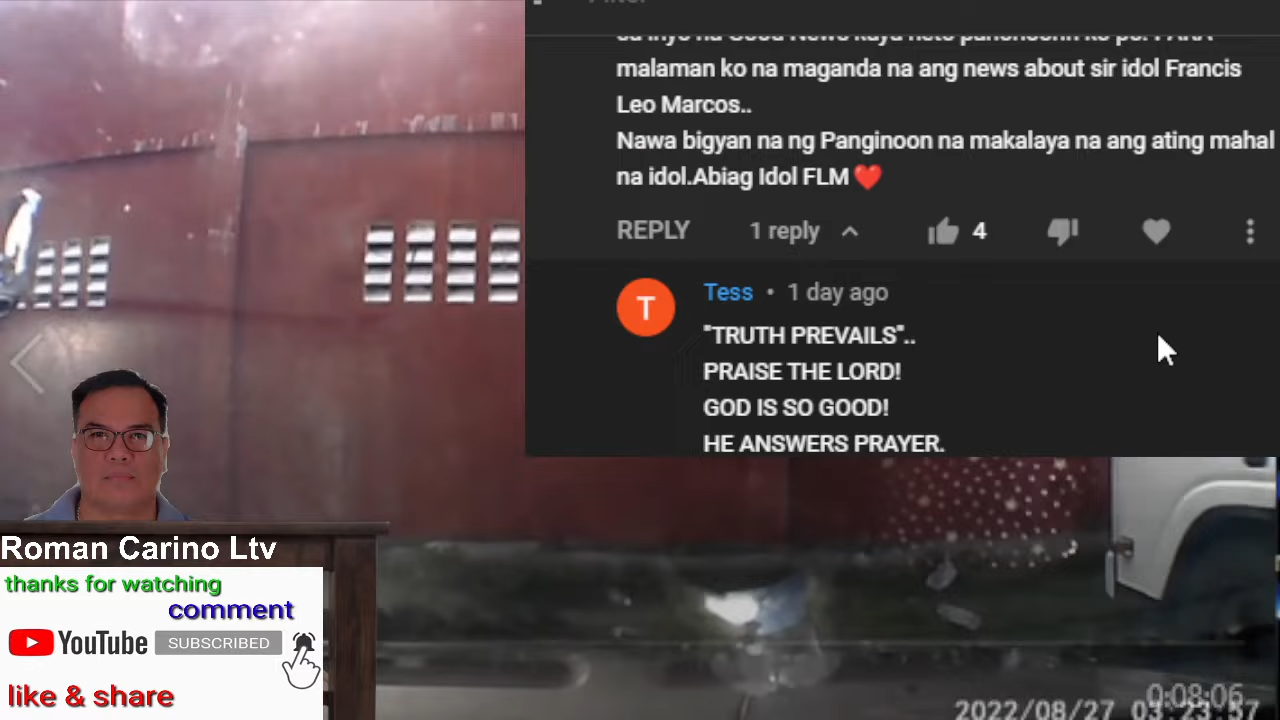 malaman ko na maganda na ang news about sir idol Francis
Leo Marcos..
Nawa bigyan na ng Panginoon na makalaya na ang ating mahal
na idol.Abiag Idol FLM❤️
REPLY 1 reply 4
T Tess • 1 day ago
"TRUTH PREVAILS"..
PRAISE THE LORD!
GOD IS SO GOOD!
HE ANSWERS PRAYER.
Roman Carino Ltv
thanks for watching
comment
YouTube SUBSCRIBED
like & share
0:08:06
2022/08/27